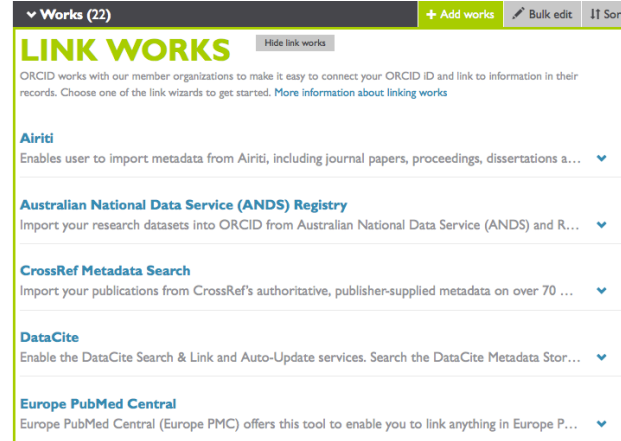 Works (22)
+ Add works
Bulk edit
Sor
LINK WORKS
Hide link works
ORCID works with our member organizations to make it easy to connect your ORCID iD and link to information in their
records. Choose one of the link wizards to get started. More information about linking works
Airiti
Enables user to import metadata from Airiti, including journal papers, proceedings, dissertations a...
Australian National Data Service (ANDS) Registry
Import your research datasets into ORCID from Australian National Data Service (ANDS) and R...
CrossRef Metadata Search
Import your publications from CrossRef's authoritative, publisher-supplied metadata on over 70 ...
DataCite
Enable the DataCite Search & Link and Auto-Update services. Search the DataCite Metadata Stor...
Europe PubMed Central
Europe PubMed Central (Europe PMC) offers this tool to enable you to link anything in Europe P...